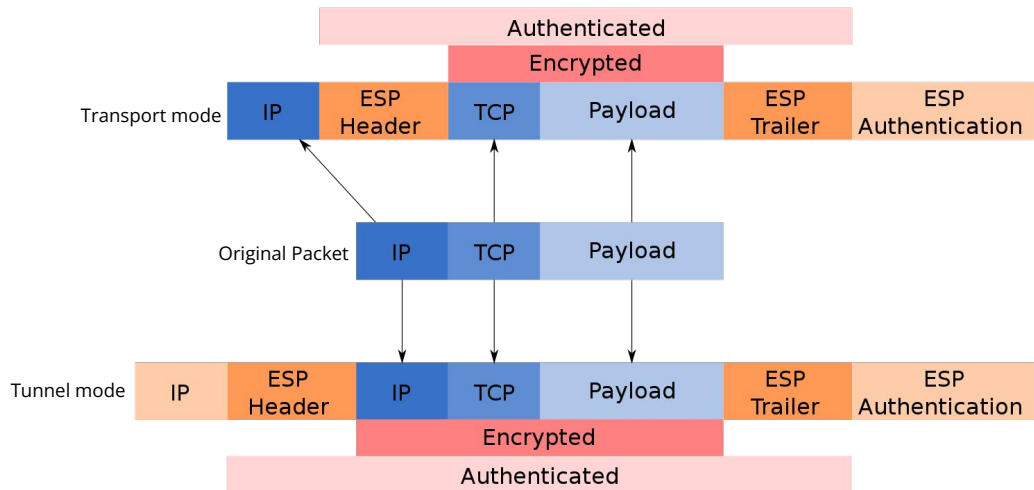 Authenticated
Encrypted
Transport mode
IP
ESP
Header
TCP
Payload
ESP
Trailer
ESP
Authentication
Original Packet
IP
TCP
Payload
Tunnel mode
IP
ESP
Header
IP
TCP
Payload
ESP
Trailer
ESP
Authentication
Encrypted
Authenticated